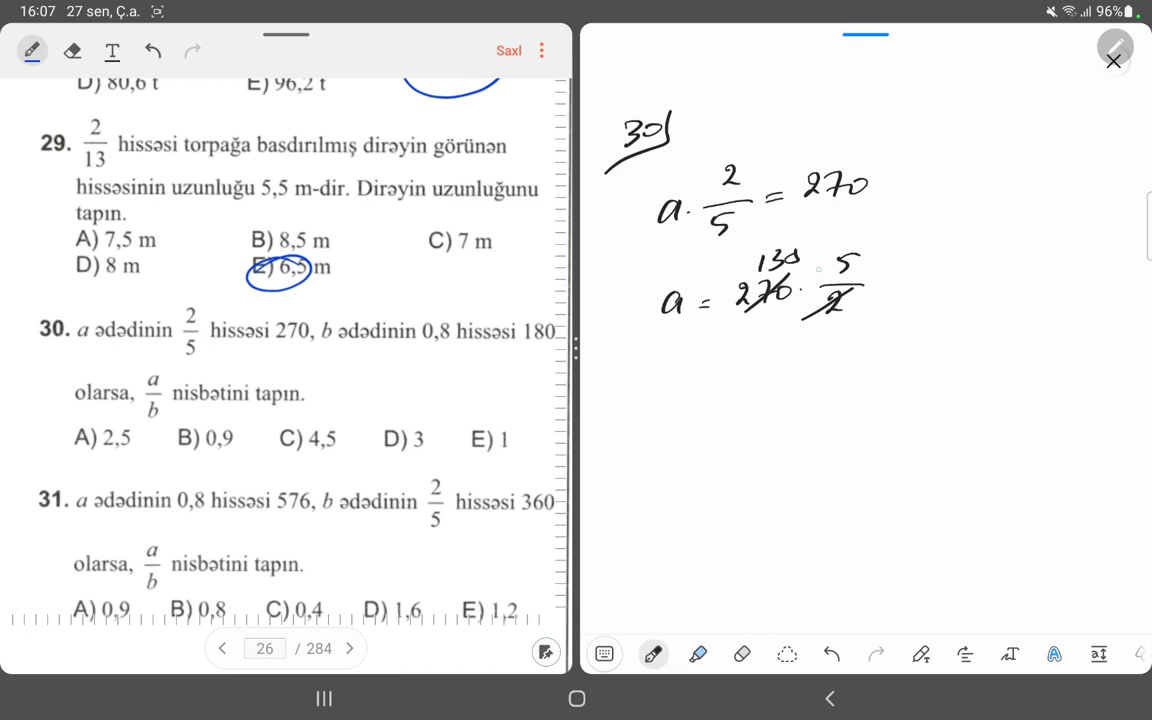 16:07 27 sen, Ç.a. 96%
Saxl
D) 80,6 t E) 96,2 t
29. 2/13 hissəsi torpağa basdırılmış dirəyin görünən
hissəsinin uzunluğu 5,5 m-dir. Dirəyin uzunluğunu
tapın.
A) 7,5 m B) 8,5 m C) 7 m
D) 8 m E) 6,5 m
30. a ədədinin 2/5 hissəsi 270, b ədədinin 0,8 hissəsi 180
olarsa, a/b nisbətini tapın.
A) 2,5 B) 0,9 C) 4,5 D) 3 E) 1
31. a ədədinin 0,8 hissəsi 576, b ədədinin 2/5 hissəsi 360
olarsa, a/b nisbətini tapın.
A) 0,9 B) 0,8 C) 0,4 D) 1,6 E) 1,2
26 / 284
30)
a · 2/5 = 270
135
a = 270 · 5/2